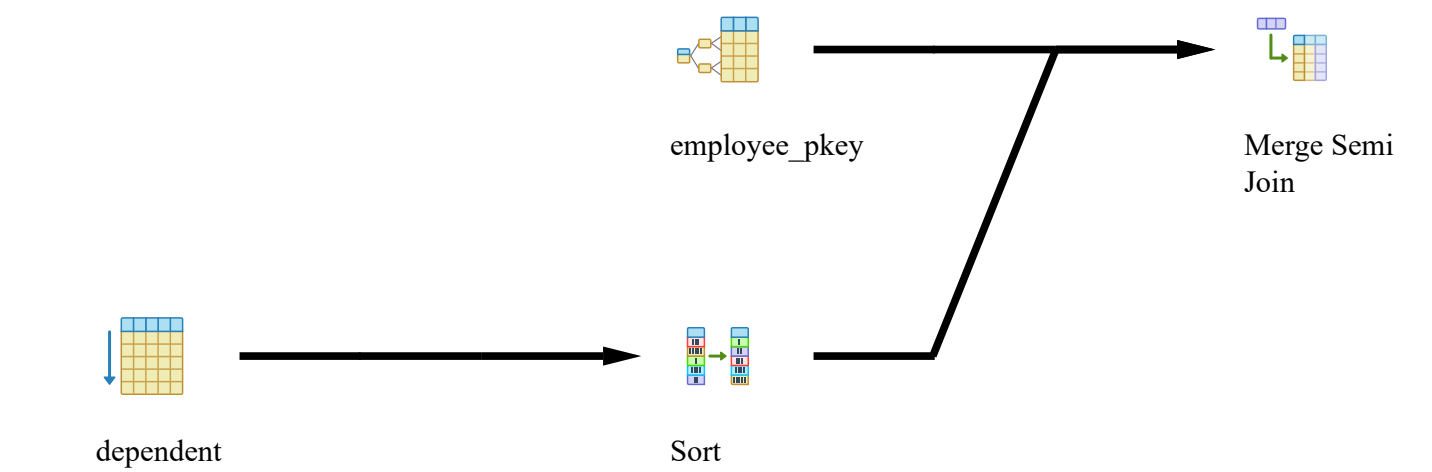 employee_pkey
Merge Semi
Join
dependent
Sort